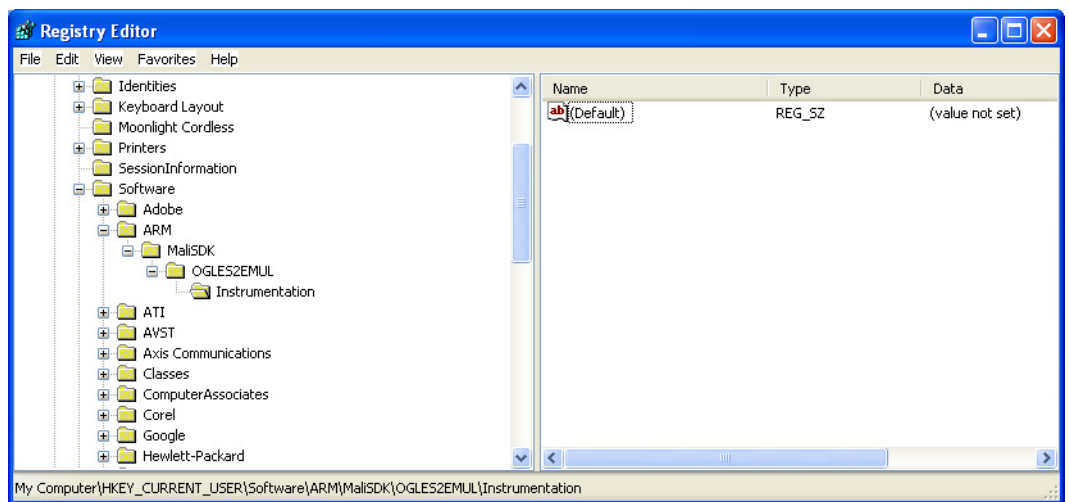 Registry Editor
File Edit View Favorites Help
Identities
Keyboard Layout
Moonlight Cordless
Printers
SessionInformation
Software
Adobe
ARM
MaliSDK
OGLES2EMUL
Instrumentation
ATI
AVST
Axis Communications
Classes
ComputerAssociates
Corel
Google
Hewlett-Packard
Name Type Data
ab (Default) REG_SZ (value not set)
My Computer\HKEY_CURRENT_USER\Software\ARM\MaliSDK\OGLES2EMUL\Instrumentation